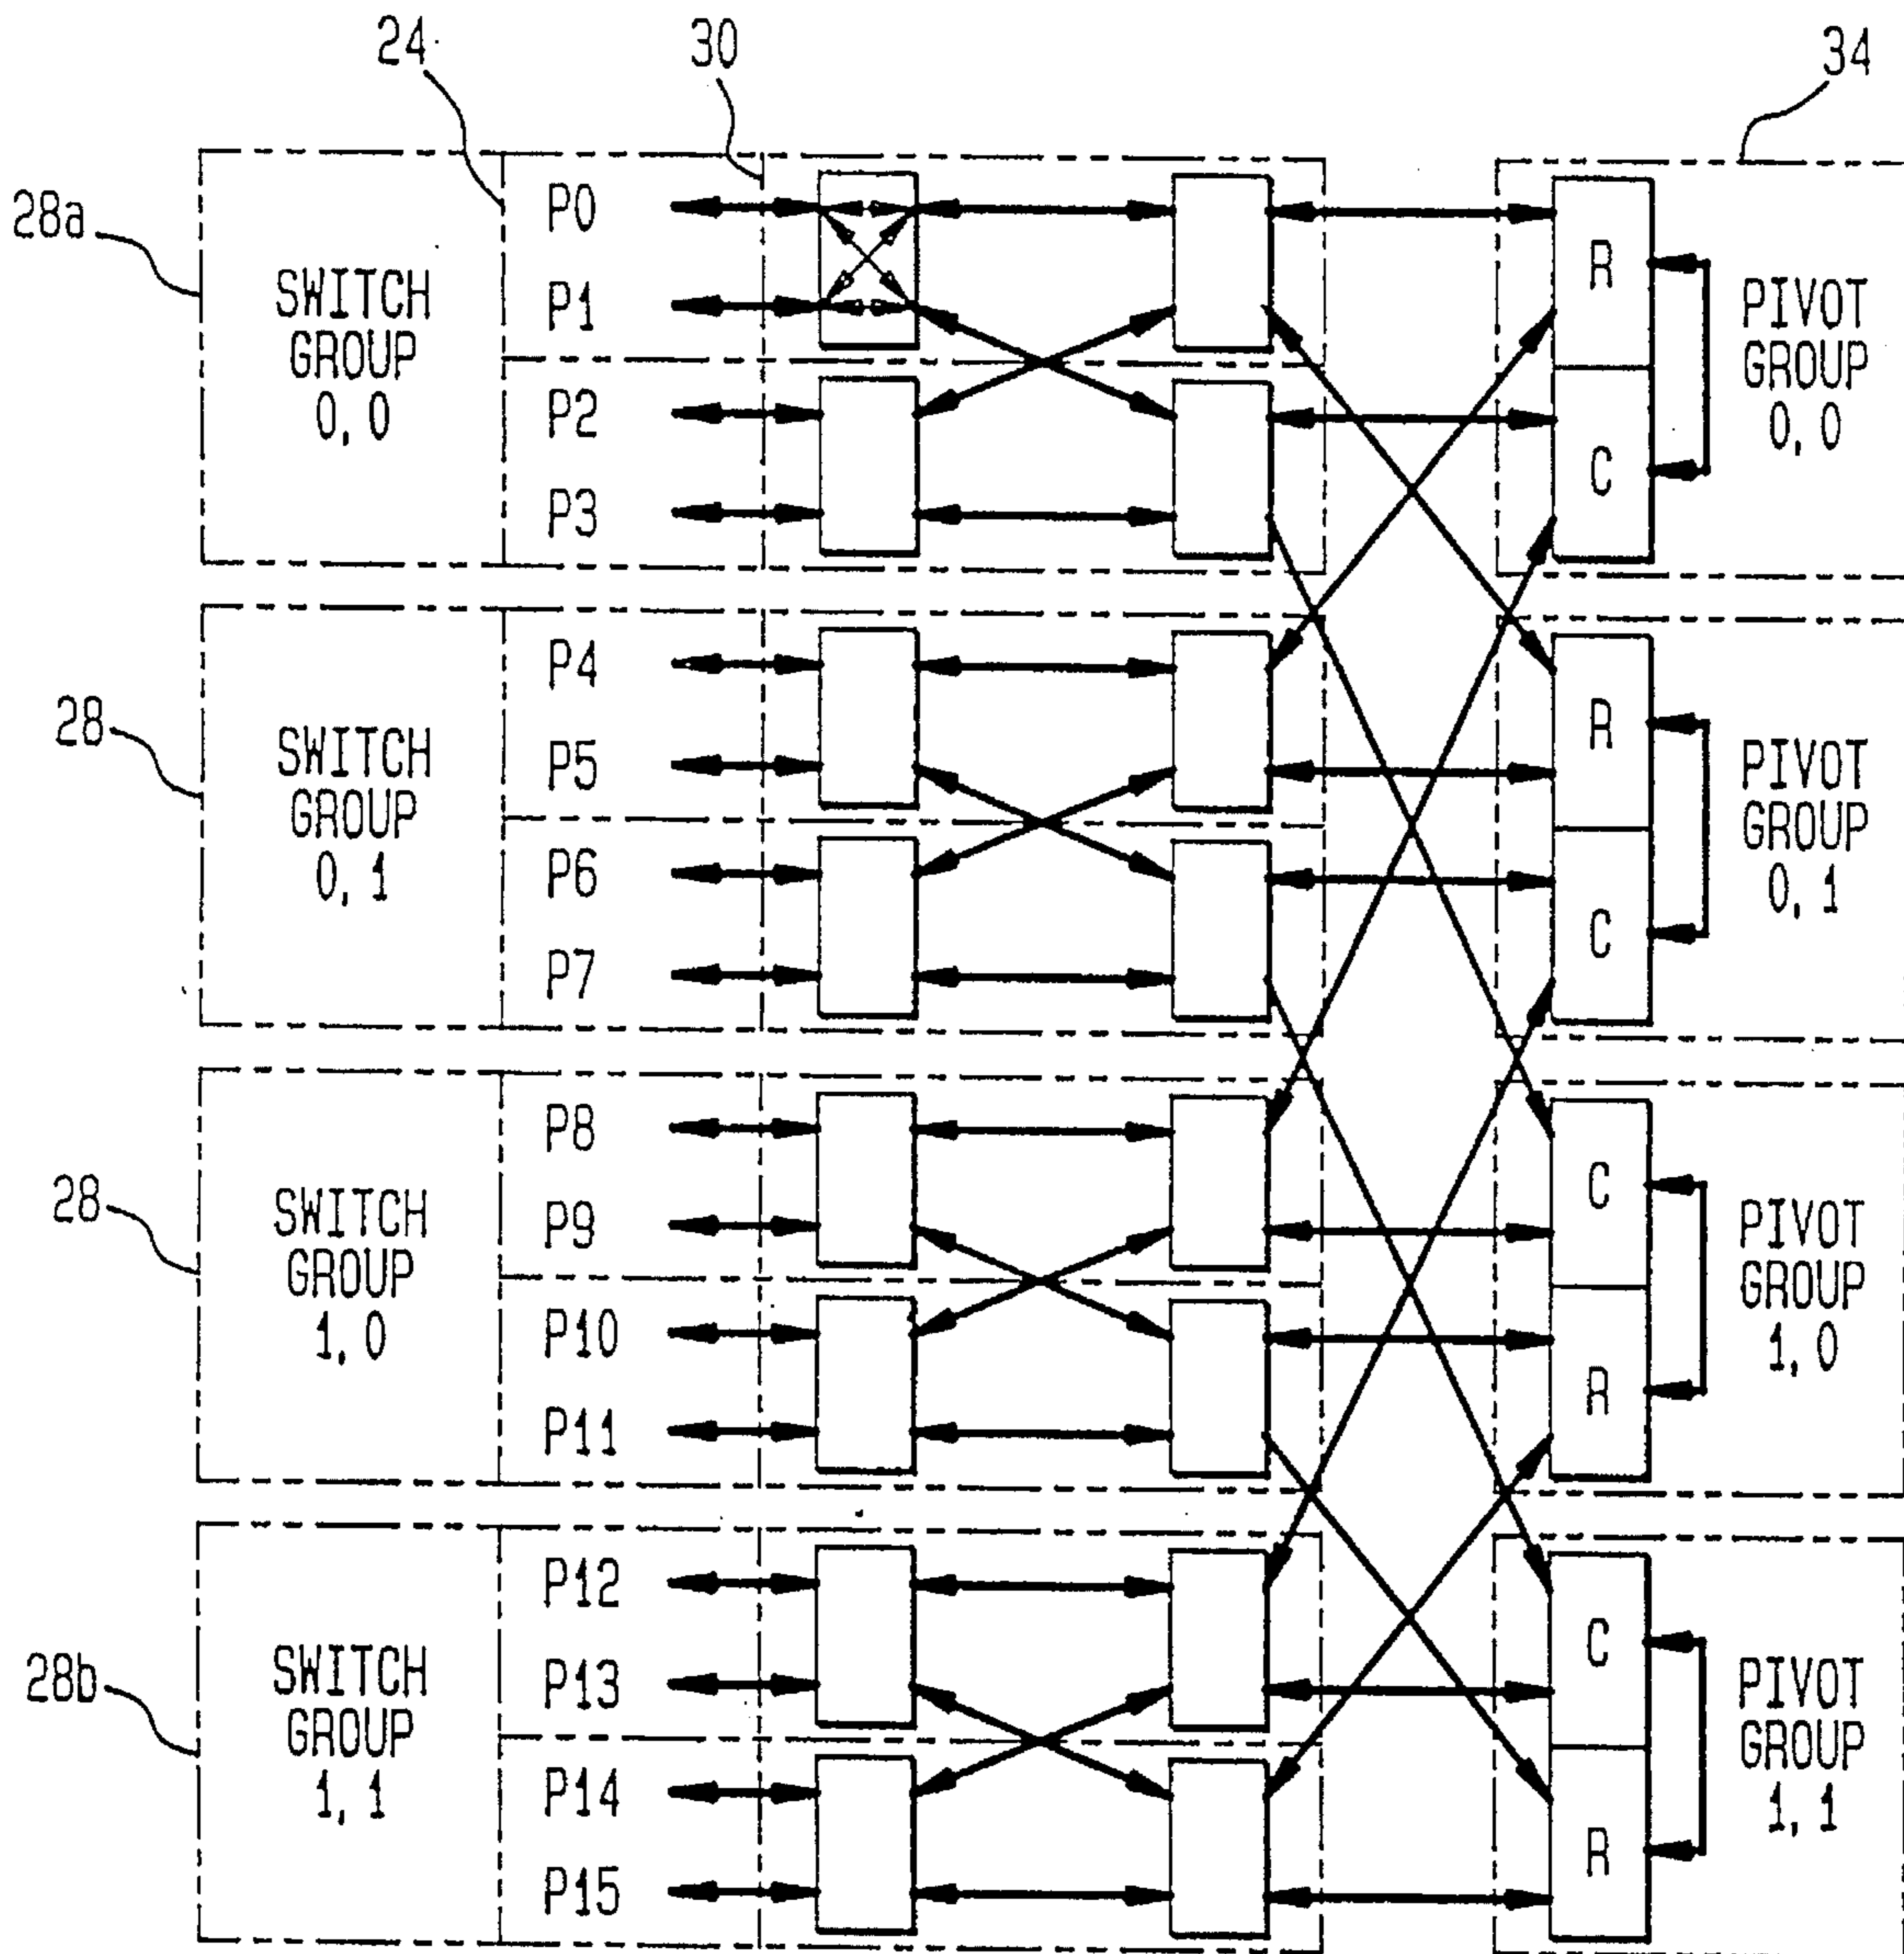 24
30
34
28a
SWITCH
GROUP
0, 0
P0
P1
P2
P3
R
C
PIVOT
GROUP
0, 0
28
SWITCH
GROUP
0, 1
P4
P5
P6
P7
R
C
PIVOT
GROUP
0, 1
28
SWITCH
GROUP
1, 0
P8
P9
P10
P11
C
R
PIVOT
GROUP
1, 0
28b
SWITCH
GROUP
1, 1
P12
P13
P14
P15
C
R
PIVOT
GROUP
1, 1